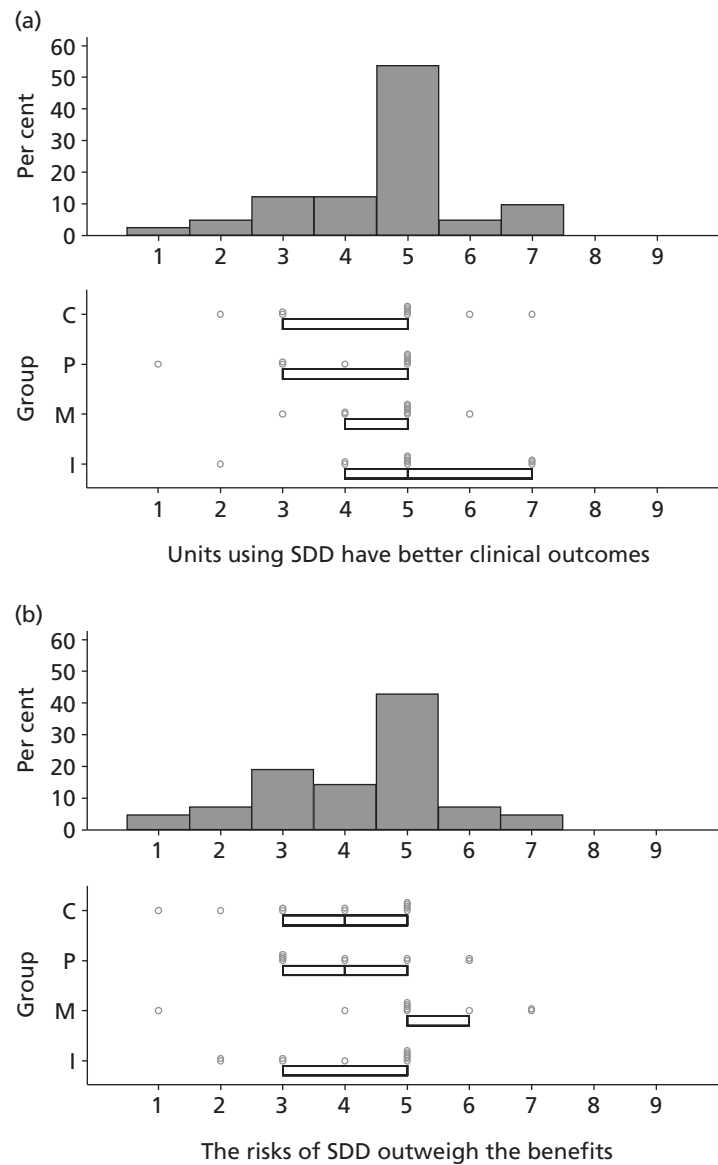 (a)
60
50
40
30
20
10
0
Per cent
1 2 3 4 5 6 7 8 9
C
P
M
I
Group
1 2 3 4 5 6 7 8 9
Units using SDD have better clinical outcomes
(b)
60
50
40
30
20
10
0
Per cent
1 2 3 4 5 6 7 8 9
C
P
M
I
Group
1 2 3 4 5 6 7 8 9
The risks of SDD outweigh the benefits